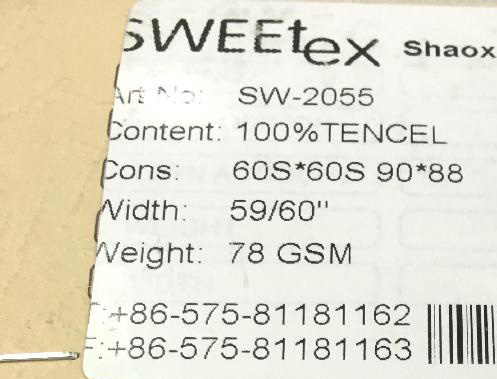 SWEEtex Shaox
Art No: SW-2055
Content: 100%TENCEL
Cons: 60S*60S 90*88
Width: 59/60"
Weight: 78 GSM
:+86-575-81181162
F:+86-575-81181163